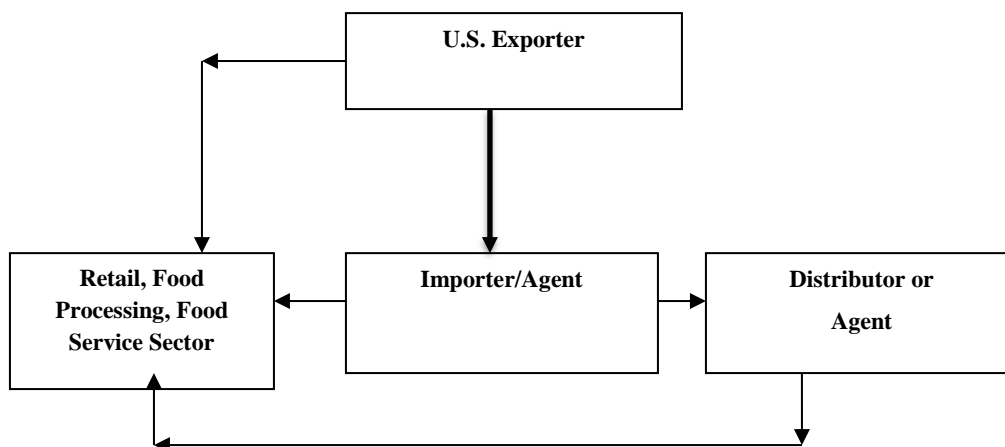 U.S. Exporter
Retail, Food
Processing, Food
Service Sector
Importer/Agent
Distributor or
Agent